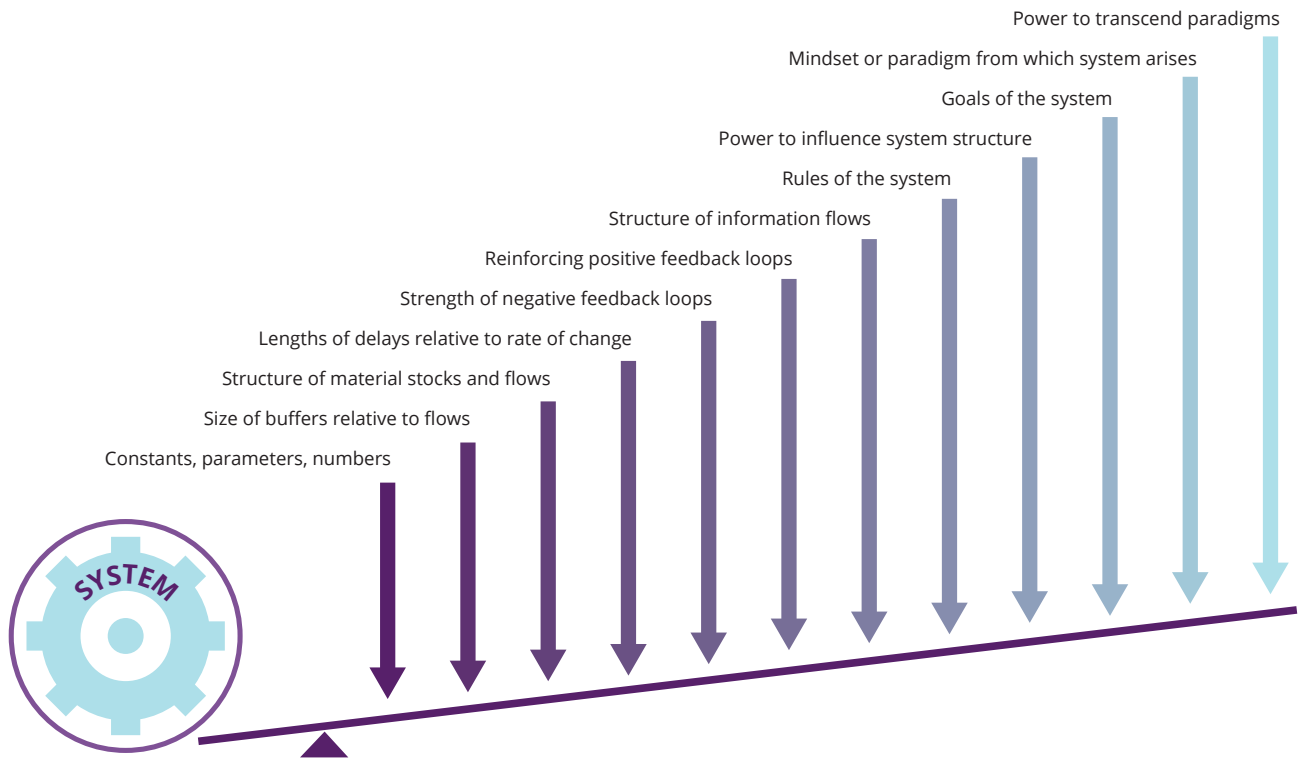 Power to transcend paradigms
Mindset or paradigm from which system arises
Goals of the system
Power to influence system structure
Rules of the system
Structure of information flows
Reinforcing positive feedback loops
Strength of negative feedback loops
Lengths of delays relative to rate of change
Structure of material stocks and flows
Size of buffers relative to flows
Constants, parameters, numbers
SYSTEM